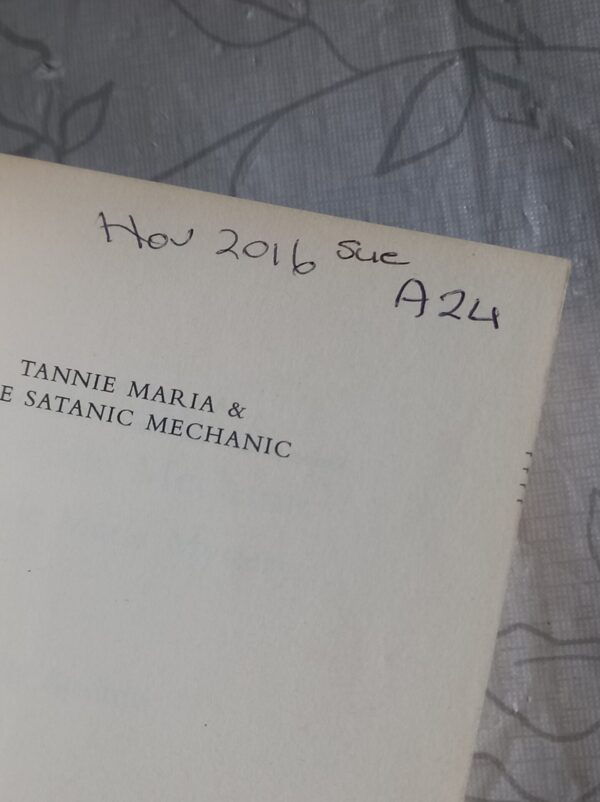 Nov 2016 Sue
A24
TANNIE MARIA &
E SATANIC MECHANIC